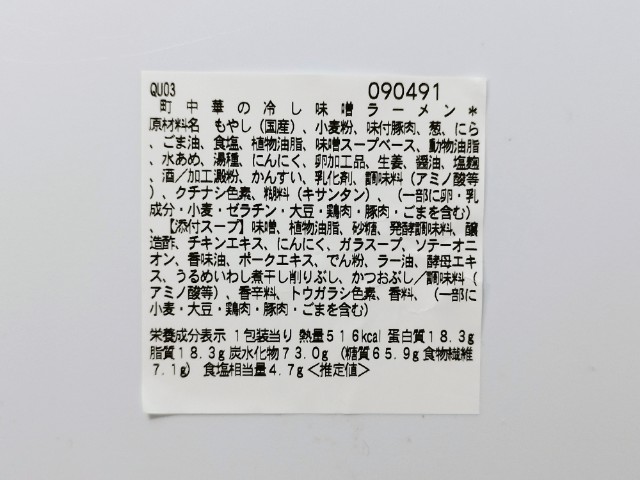 QU03 090491
町中華の冷し味噌ラーメン*
原材料名 もやし(国産)、小麦粉、味付豚肉、葱、にら
、ごま油、食塩、植物油脂、味噌スープベース、動物油脂
、水あめ、湯種、にんにく、卵加工品、生姜、醤油、塩麹
、酒/加工澱粉、かんすい、乳化剤、調味料(アミノ酸等
)、クチナシ色素、糊料(キサンタン)、(一部に卵・乳
成分・小麦・ゼラチン・大豆・鶏肉・豚肉・ごまを含む)
、【添付スープ】味噌、植物油脂、砂糖、発酵調味料、醸
造酢、チキンエキス、にんにく、ガラスープ、ソテーオニ
オン、香味油、ポークエキス、でん粉、ラー油、酵母エキ
ス、うるめいわし煮干し削りぶし、かつおぶし/調味料(
アミノ酸等)、香辛料、トウガラシ色素、香料、(一部に
小麦・大豆・鶏肉・豚肉・ごまを含む)
栄養成分表示 1包装当り 熱量516kcal 蛋白質18.3g
脂質18.3g 炭水化物73.0g (糖質65.9g 食物繊維
7.1g) 食塩相当量4.7g<推定値>